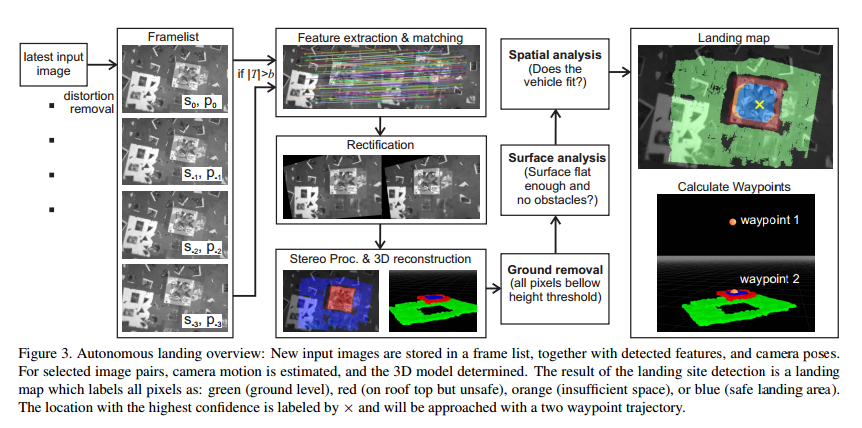 latest input
image
distortion
removal
Framelist
s0, p0
s-1, p-1
s-2, p-2
s-3, p-3
if |T|>b
Feature extraction & matching
Rectification
Stereo Proc. & 3D reconstruction
Spatial analysis
(Does the
vehicle fit?)
Surface analysis
(Surface flat
enough and
no obstacles?)
Ground removal
(all pixels bellow
height threshold)
Landing map
Calculate Waypoints
waypoint 1
waypoint 2
Figure 3. Autonomous landing overview: New input images are stored in a frame list, together with detected features, and camera poses.
For selected image pairs, camera motion is estimated, and the 3D model determined. The result of the landing site detection is a landing
map which labels all pixels as: green (ground level), red (on roof top but unsafe), orange (insufficient space), or blue (safe landing area).
The location with the highest confidence is labeled by × and will be approached with a two waypoint trajectory.